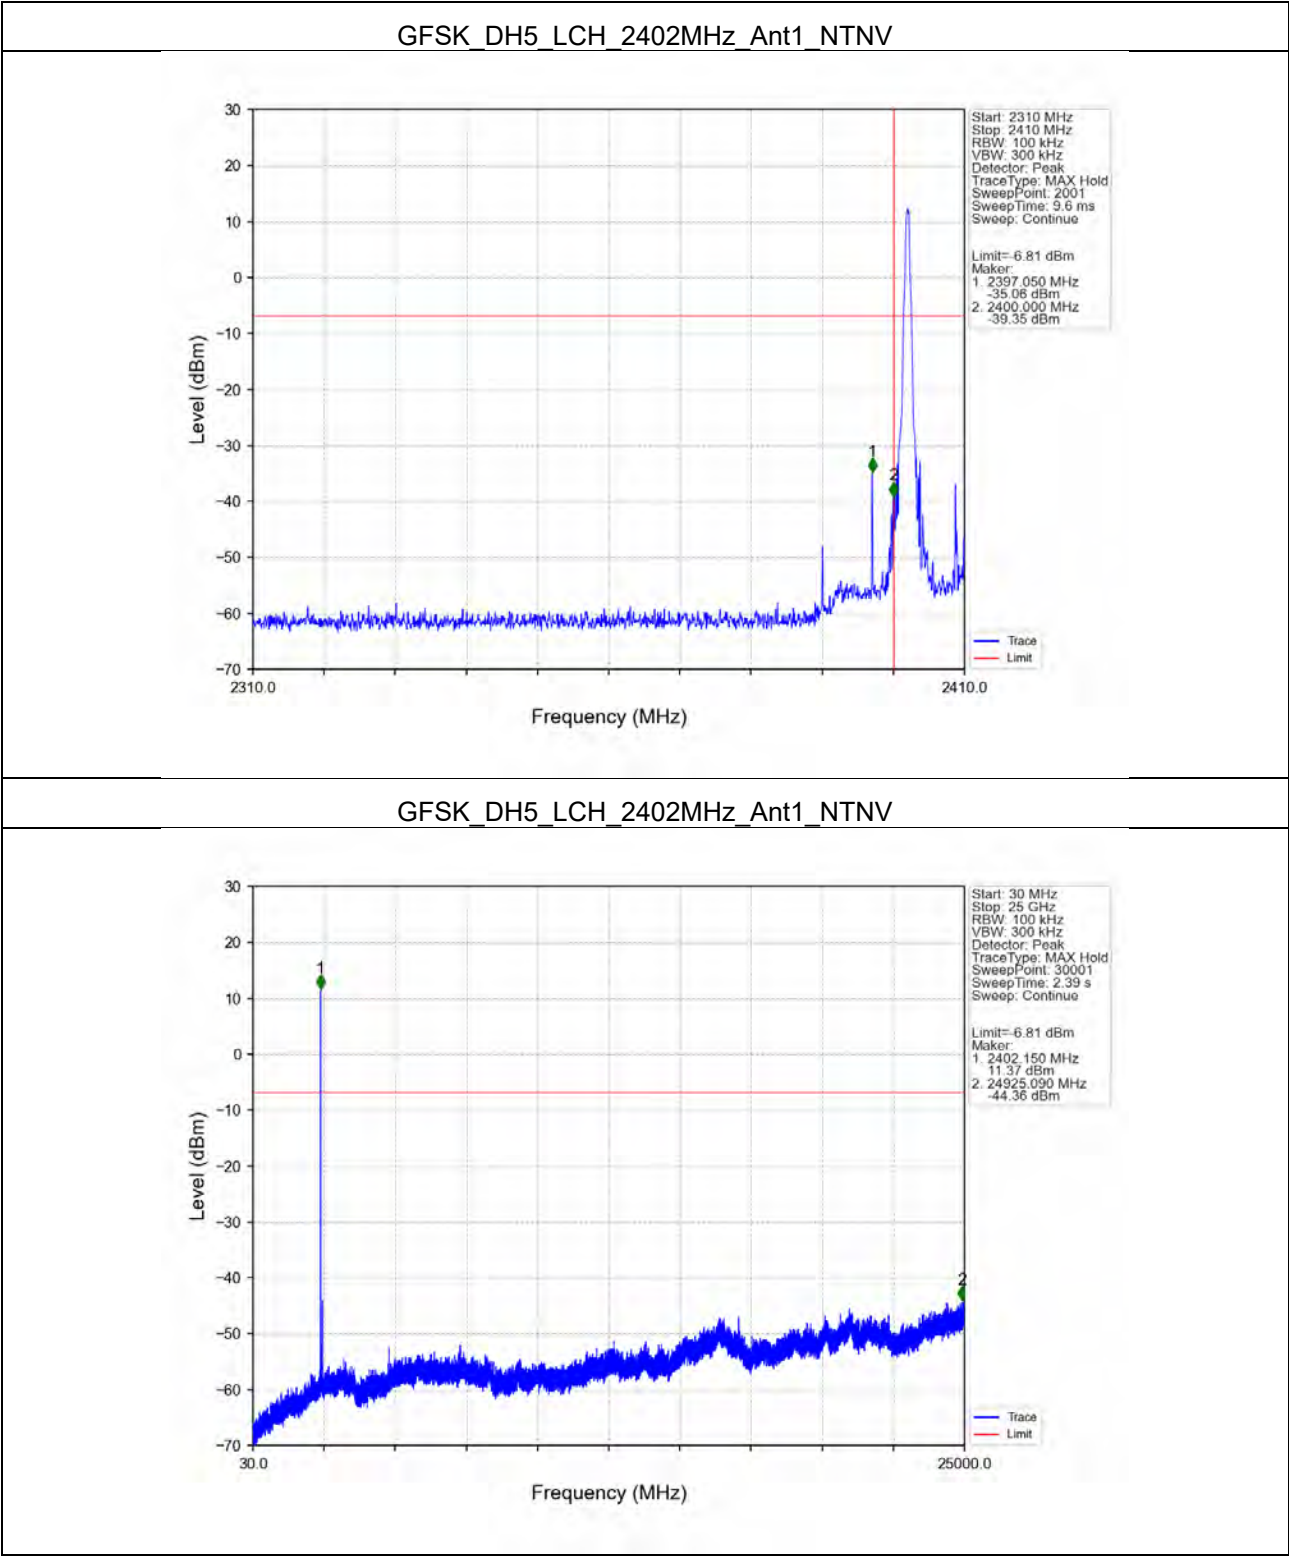 GFSK_DH5_LCH_2402MHz_Ant1_NTNV
30
20
10
0
−10
−20
−30
−40
−50
−60
−70
Level (dBm)
2310.0
2410.0
Frequency (MHz)
1
2
Start: 2310 MHz
Stop: 2410 MHz
RBW: 100 kHz
VBW: 300 kHz
Detector: Peak
TraceType: MAX Hold
SweepPoint: 2001
SweepTime: 9.6 ms
Sweep: Continue
Limit=-6.81 dBm
Maker:
1. 2397.050 MHz
-35.06 dBm
2. 2400.000 MHz
-39.35 dBm
Trace
Limit
GFSK_DH5_LCH_2402MHz_Ant1_NTNV
30
20
10
0
−10
−20
−30
−40
−50
−60
−70
Level (dBm)
30.0
25000.0
Frequency (MHz)
1
2
Start: 30 MHz
Stop: 25 GHz
RBW: 100 kHz
VBW: 300 kHz
Detector: Peak
TraceType: MAX Hold
SweepPoint: 30001
SweepTime: 2.39 s
Sweep: Continue
Limit=-6.81 dBm
Maker:
1. 2402.150 MHz
11.37 dBm
2. 24925.090 MHz
-44.36 dBm
Trace
Limit